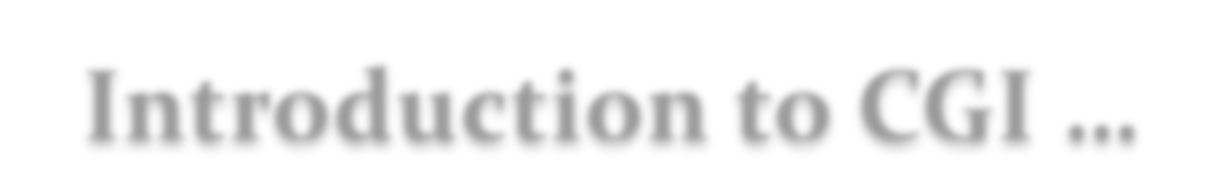 Introduction to CGI ...